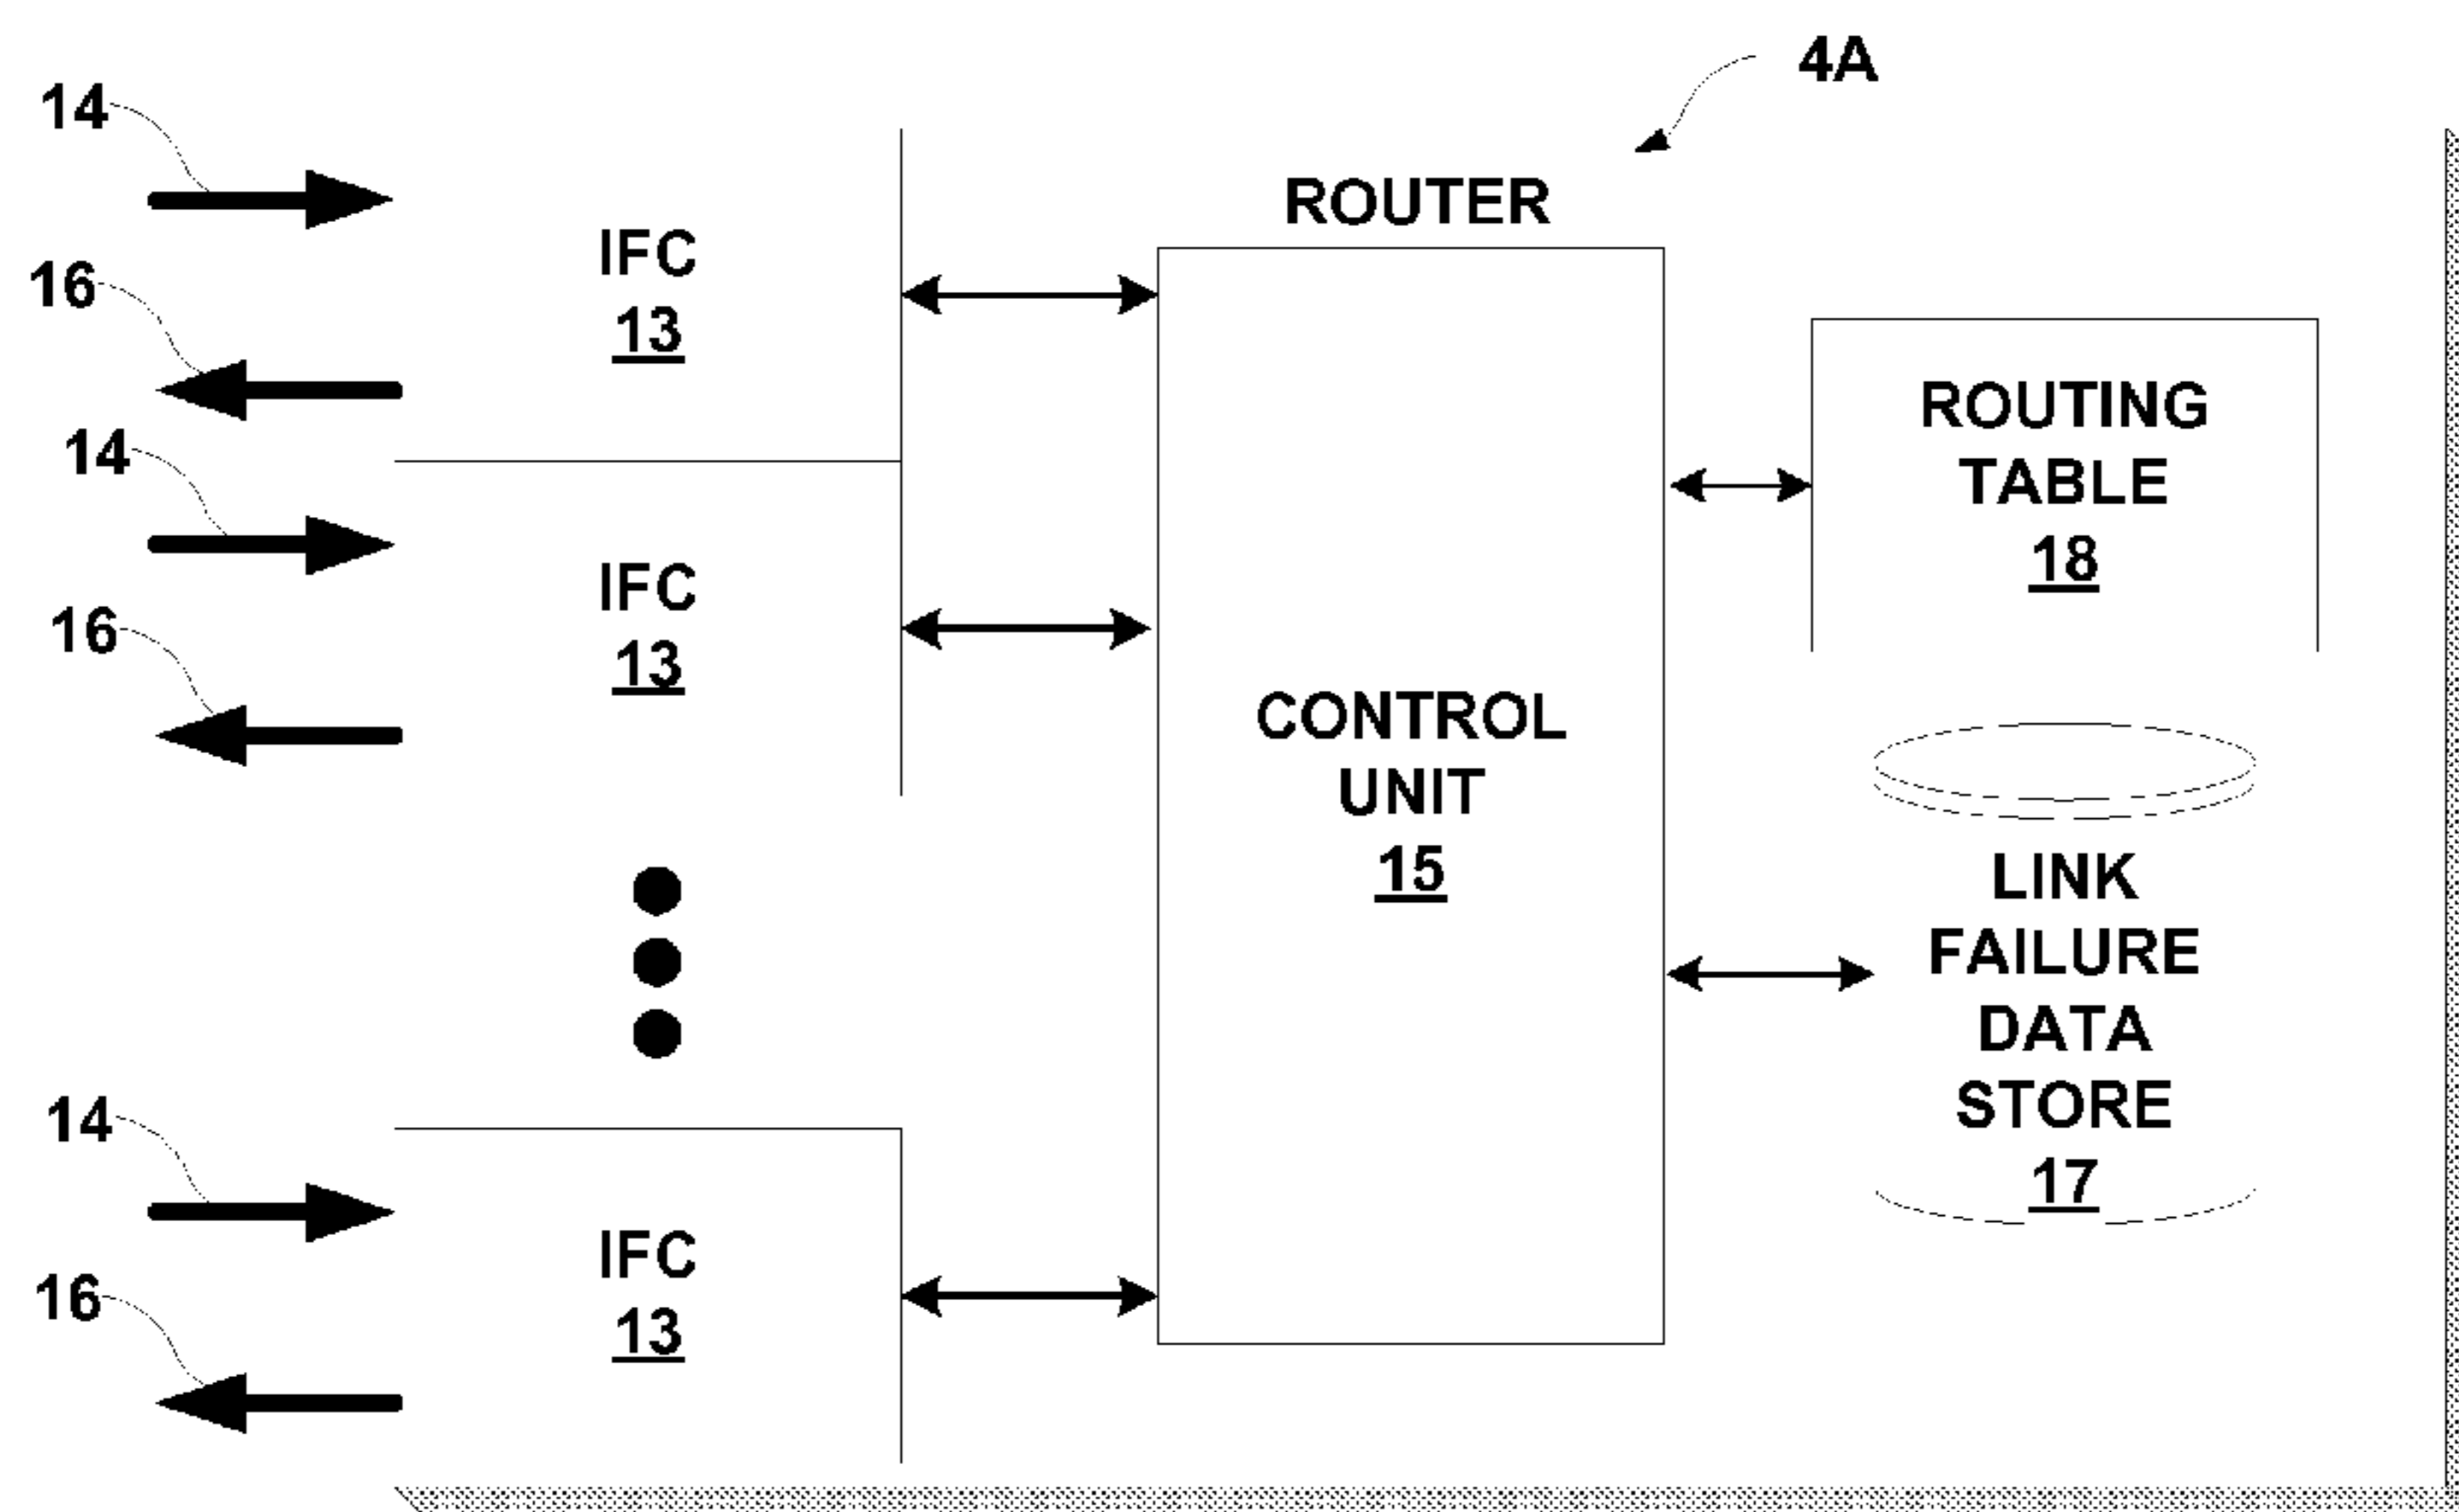 4A
ROUTER
14
16
IFC
13
14
16
IFC
13
14
16
IFC
13
CONTROL
UNIT
15
ROUTING
TABLE
18
LINK
FAILURE
DATA
STORE
17